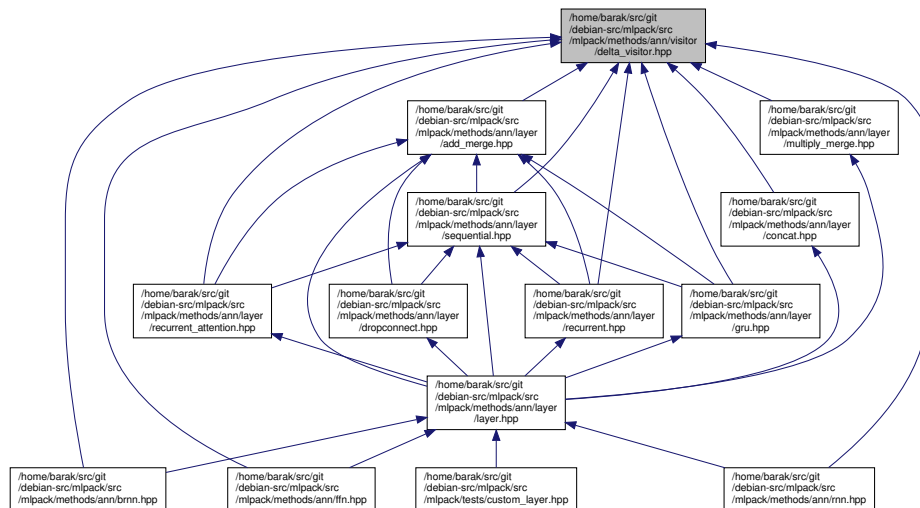 /home/barak/src/git
/debian-src/mlpack/src
/mlpack/methods/ann/visitor
/delta_visitor.hpp
/home/barak/src/git
/debian-src/mlpack/src
/mlpack/methods/ann/layer
/add_merge.hpp
/home/barak/src/git
/debian-src/mlpack/src
/mlpack/methods/ann/layer
/multiply_merge.hpp
/home/barak/src/git
/debian-src/mlpack/src
/mlpack/methods/ann/layer
/sequential.hpp
/home/barak/src/git
/debian-src/mlpack/src
/mlpack/methods/ann/layer
/concat.hpp
/home/barak/src/git
/debian-src/mlpack/src
/mlpack/methods/ann/layer
/recurrent_attention.hpp
/home/barak/src/git
/debian-src/mlpack/src
/mlpack/methods/ann/layer
/dropconnect.hpp
/home/barak/src/git
/debian-src/mlpack/src
/mlpack/methods/ann/layer
/recurrent.hpp
/home/barak/src/git
/debian-src/mlpack/src
/mlpack/methods/ann/layer
/gru.hpp
/home/barak/src/git
/debian-src/mlpack/src
/mlpack/methods/ann/layer
/layer.hpp
/home/barak/src/git
/debian-src/mlpack/src
/mlpack/methods/ann/brnn.hpp
/home/barak/src/git
/debian-src/mlpack/src
/mlpack/methods/ann/ffn.hpp
/home/barak/src/git
/debian-src/mlpack/src
/mlpack/tests/custom_layer.hpp
/home/barak/src/git
/debian-src/mlpack/src
/mlpack/methods/ann/rnn.hpp